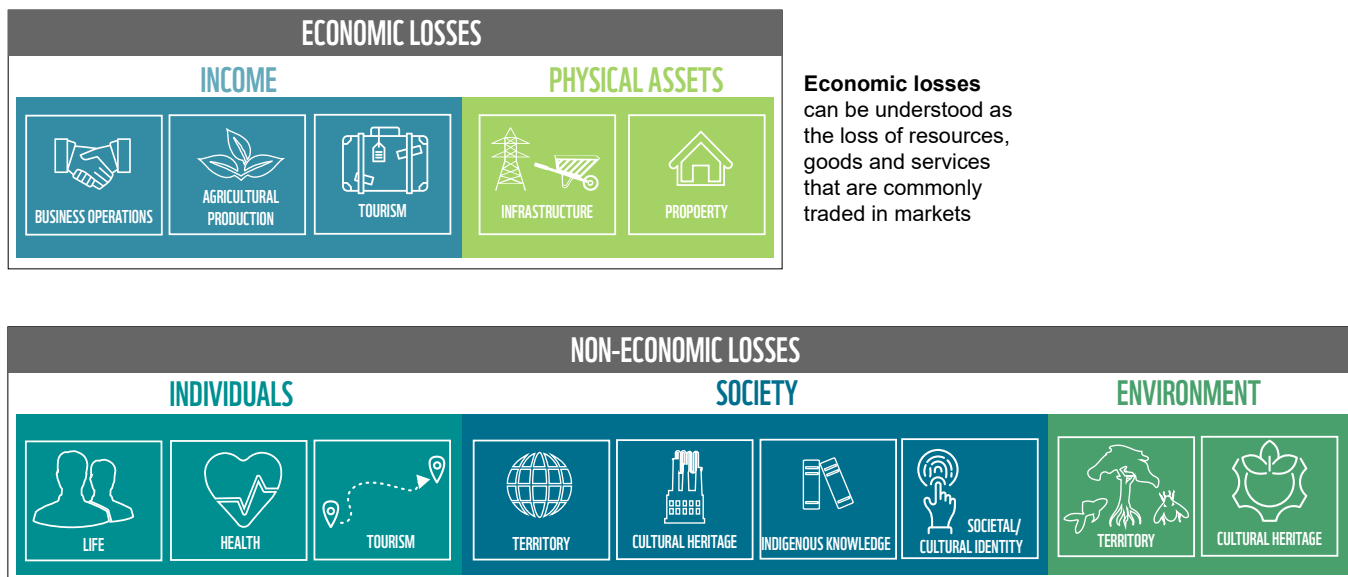 ECONOMIC LOSSES
INCOME
PHYSICAL ASSETS
BUSINESS OPERATIONS
AGRICULTURAL
PRODUCTION
TOURISM
INFRASTRUCTURE
PROPOERTY
Economic losses
can be understood as
the loss of resources,
goods and services
that are commonly
traded in markets
NON-ECONOMIC LOSSES
INDIVIDUALS
SOCIETY
ENVIRONMENT
LIFE
HEALTH
TOURISM
TERRITORY
CULTURAL HERITAGE
INDIGENOUS KNOWLEDGE
SOCIETAL/
CULTURAL IDENTITY
TERRITORY
CULTURAL HERITAGE